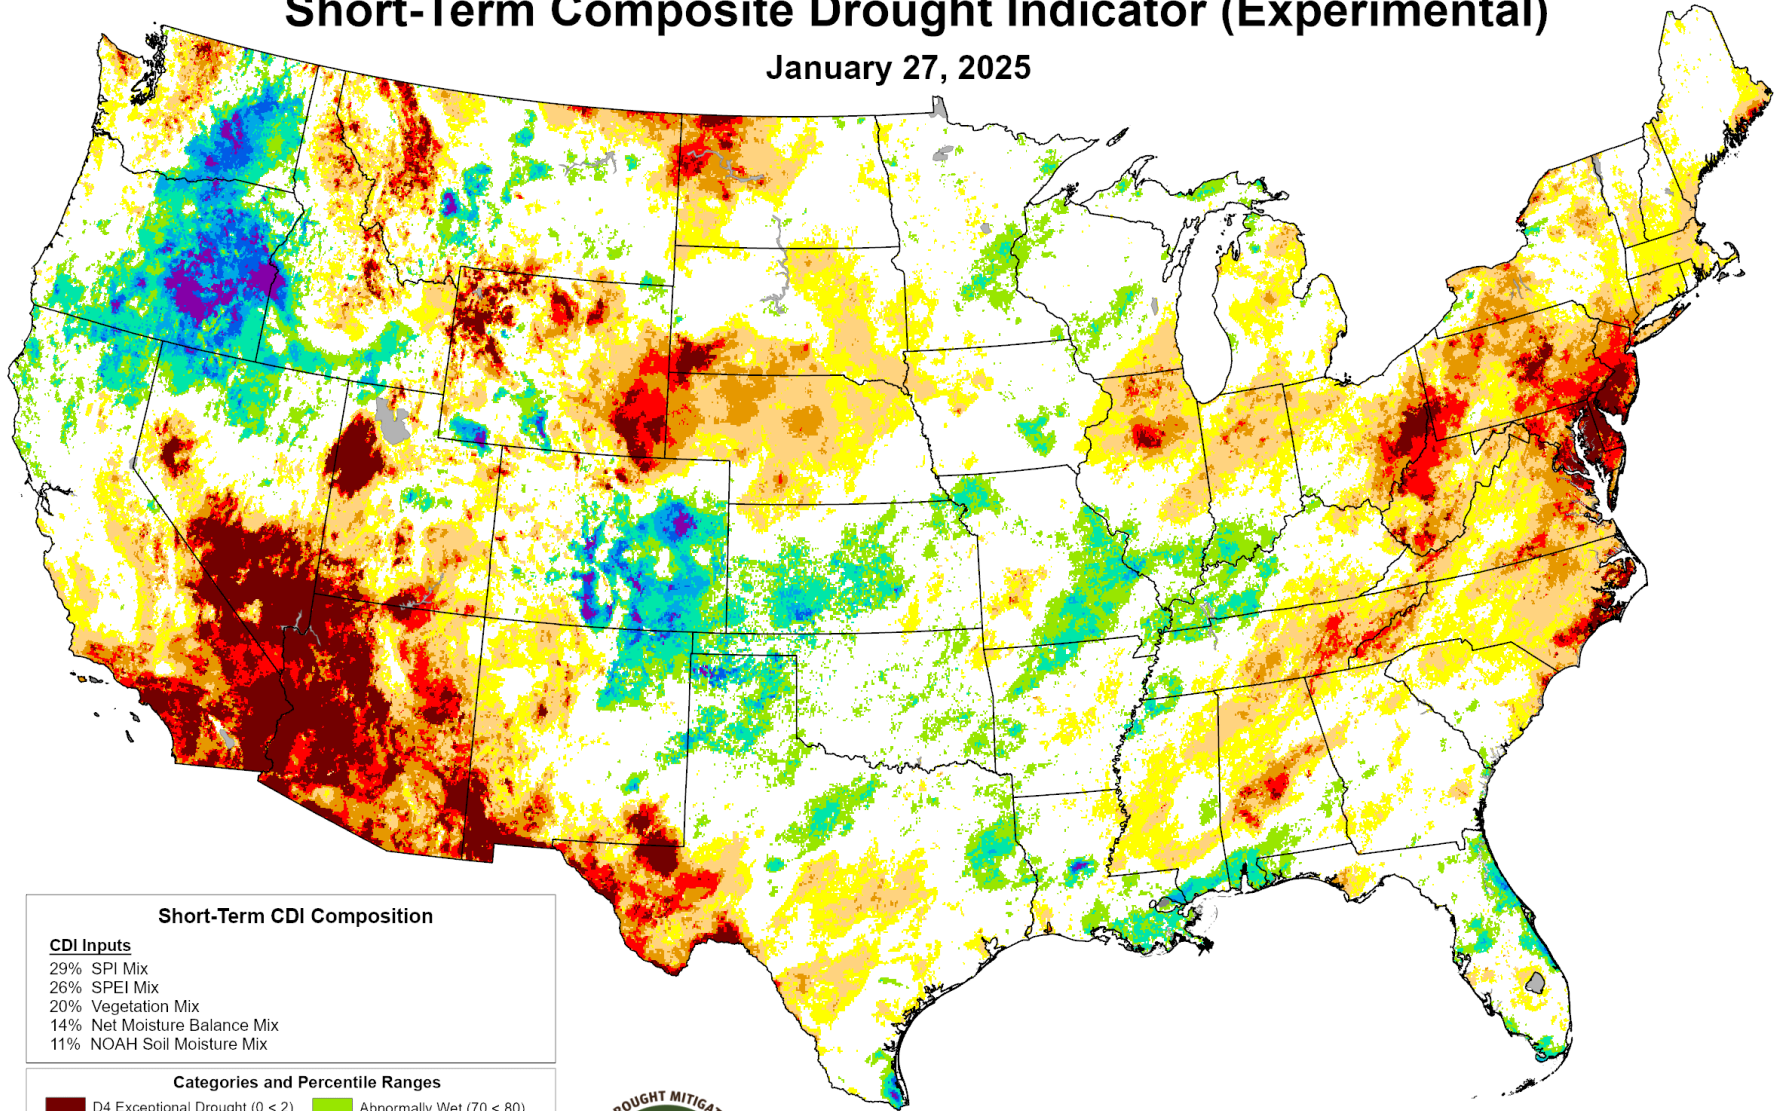 Short-Term Composite Drought Indicator (Experimental)
January 27, 2025
Short-Term CDI Composition
CDI Inputs
29% SPI Mix
26% SPEI Mix
20% Vegetation Mix
14% Net Moisture Balance Mix
11% NOAH Soil Moisture Mix
Categories and Percentile Ranges
D4 Exceptional Drought (0 < 2) Abnormally Wet (70 < 80)
OUGHT MITIGAT